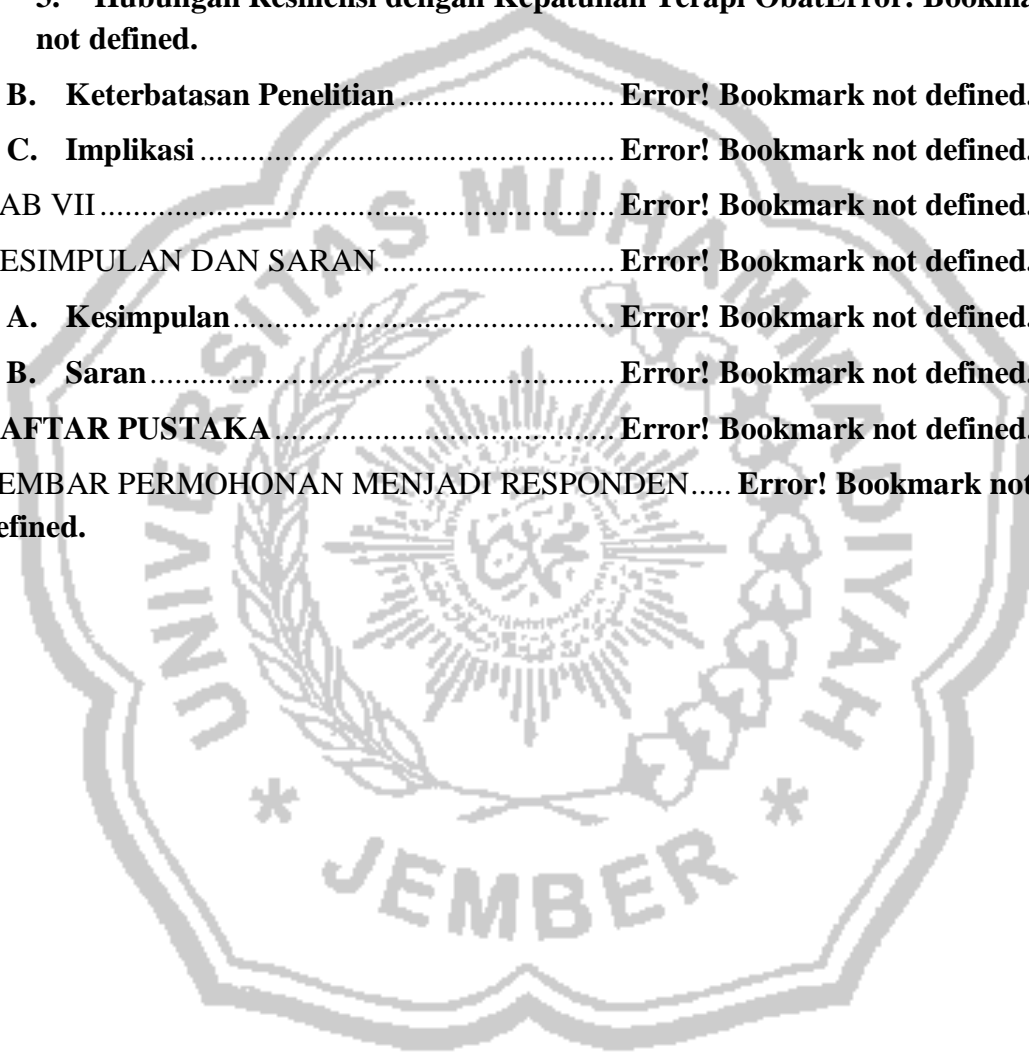 Hubungan Resiliensi dengan Kepatuhan Terapi ObatError! Bookma
not defined.
B. Keterbatasan Penelitian ........................ Error! Bookmark not defined.
C. Implikasi .............................................. Error! Bookmark not defined.
AB VII ......................................................... Error! Bookmark not defined.
ESIMPULAN DAN SARAN .......................... Error! Bookmark not defined.
A. Kesimpulan .......................................... Error! Bookmark not defined.
B. Saran .................................................... Error! Bookmark not defined.
AFTAR PUSTAKA ...................................... Error! Bookmark not defined.
EMBAR PERMOHONAN MENJADI RESPONDEN ..... Error! Bookmark not
efined.
UNIVERSITAS MUHAMMADIYAH
* JEMBER *